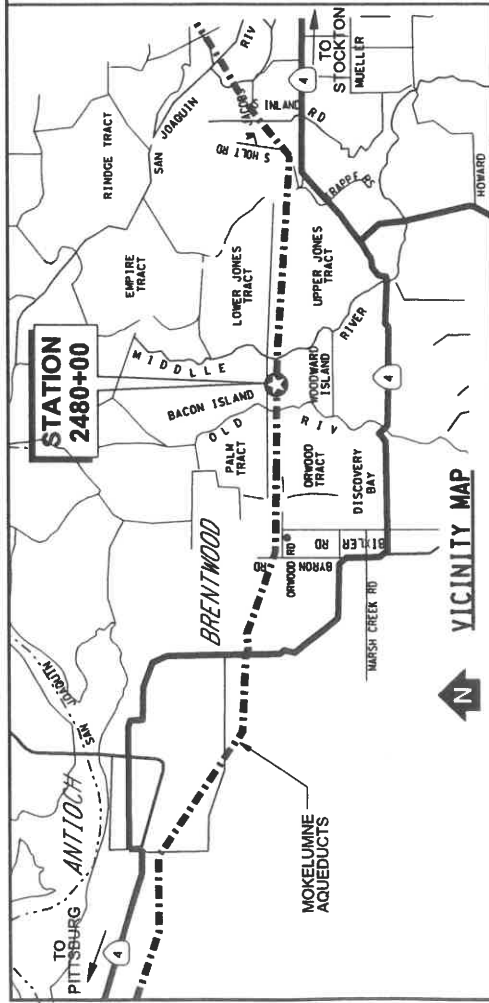 STATION
2480+00
RINDGE TRACT
SAN
JOAQUIN
RIV
EMPIRE
TRACT
MIDDLE
RIVER
BACON ISLAND
LOWER JONES
TRACT
S HOLT RD
INLAND
RD
4
TO
STOCKTON
MUELLER
UPPER JONES
TRACT
HOWARD
WOODWARD
ISLAND
OLD
RIV
PALM
TRACT
ORWOOD
TRACT
DISCOVERY
BAY
4
BRENTWOOD
ORWOOD RD
BYRON
RD
BIXLER RD
MARSH CREEK RD
SAN
JOAQUIN
ANTIOCH
TO
PITTSBURG
4
MOKELUMNE
AQUEDUCTS
N
VICINITY MAP